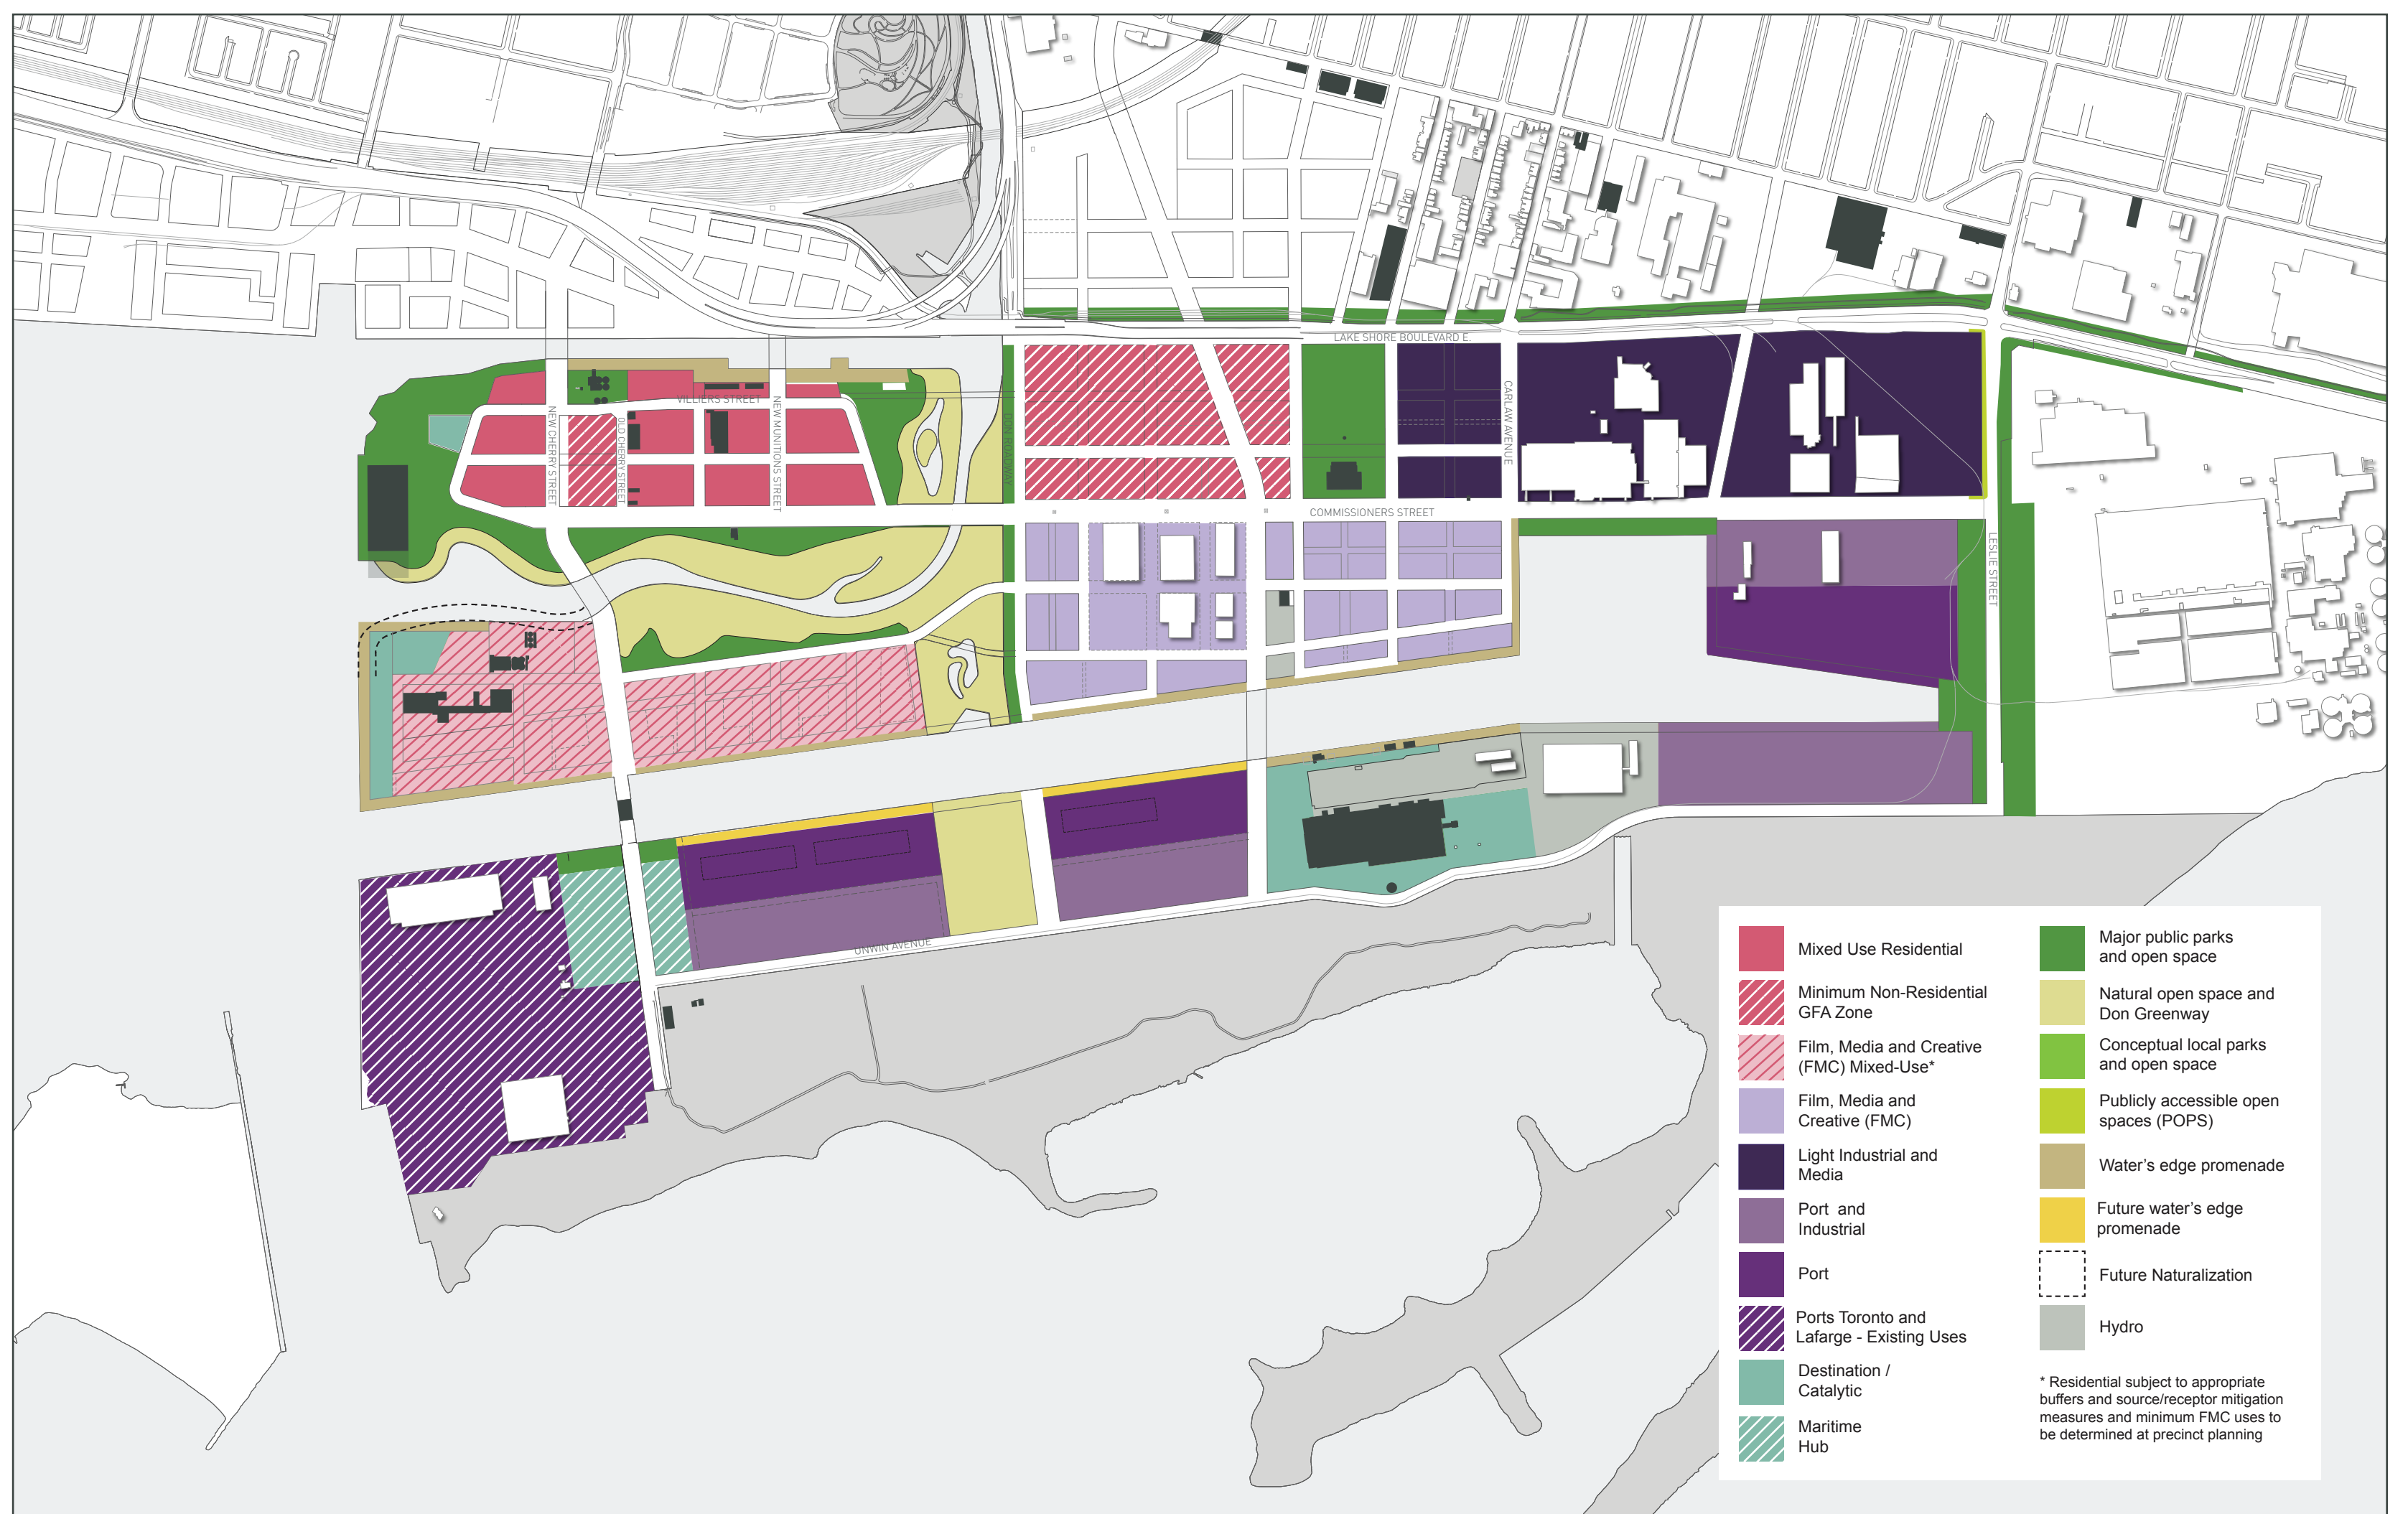 LAKE SHORE BOULEVARD E.
VILLIERS STREET
NEW CHERRY STREET
OLD CHERRY STREET
NEW MUNITIONS STREET
DON ROADWAY
CARLAW AVENUE
COMMISSIONERS STREET
LESLIE STREET
UNWIN AVENUE
Mixed Use Residential
Minimum Non-Residential
GFA Zone
Film, Media and Creative
(FMC) Mixed-Use*
Film, Media and
Creative (FMC)
Light Industrial and
Media
Port and
Industrial
Port
Ports Toronto and
Lafarge - Existing Uses
Destination /
Catalytic
Maritime
Hub
Major public parks
and open space
Natural open space and
Don Greenway
Conceptual local parks
and open space
Publicly accessible open
spaces (POPS)
Water's edge promenade
Future water's edge
promenade
Future Naturalization
Hydro
* Residential subject to appropriate
buffers and source/receptor mitigation
measures and minimum FMC uses to
be determined at precinct planning